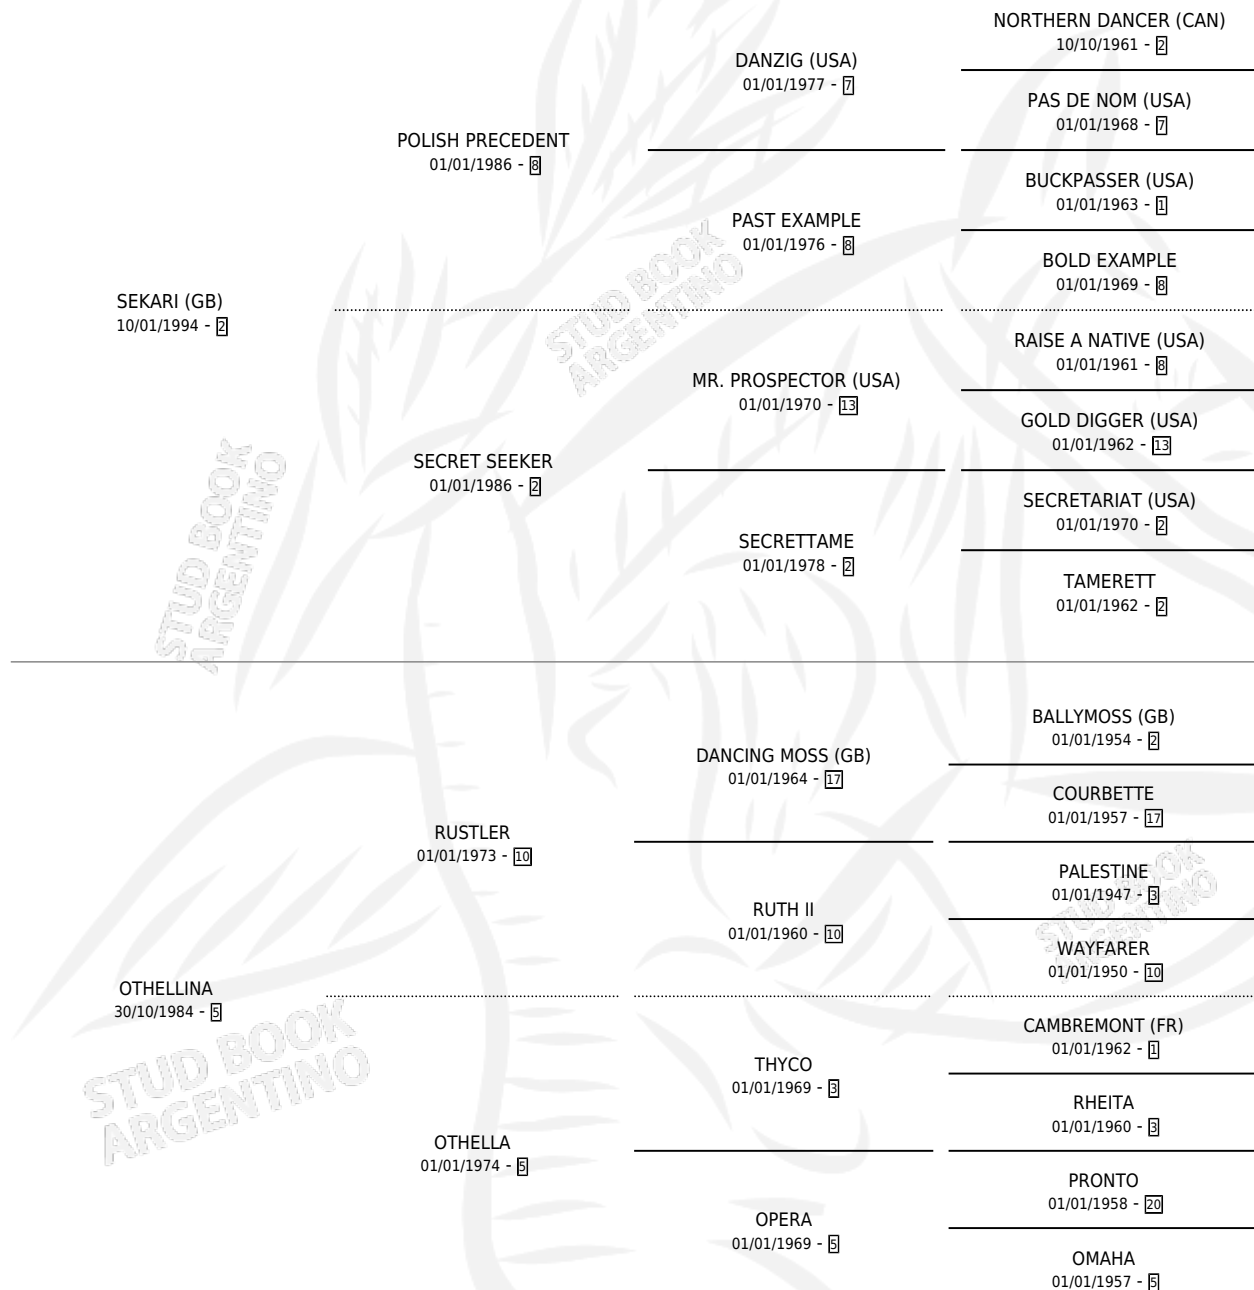 NORTHERN DANCER (CAN)
10/10/1961 - 2
DANZIG (USA)
01/01/1977 - 7
PAS DE NOM (USA)
01/01/1968 - 7
POLISH PRECEDENT
01/01/1986 - 8
BUCKPASSER (USA)
01/01/1963 - 1
PAST EXAMPLE
01/01/1976 - 8
BOLD EXAMPLE
01/01/1969 - 8
SEKARI (GB)
10/01/1994 - 2
STUD BOOK
ARGENTINO
RAISE A NATIVE (USA)
01/01/1961 - 8
MR. PROSPECTOR (USA)
01/01/1970 - 13
GOLD DIGGER (USA)
01/01/1962 - 13
SECRET SEEKER
01/01/1986 - 2
SECRETARIAT (USA)
01/01/1970 - 2
SECRETTAME
01/01/1978 - 2
TAMERETT
01/01/1962 - 2
STUD BOOK
ARGENTINO
BALLYMOSS (GB)
01/01/1954 - 2
DANCING MOSS (GB)
01/01/1964 - 17
COURBETTE
01/01/1957 - 17
RUSTLER
01/01/1973 - 10
PALESTINE
01/01/1947 - 3
RUTH II
01/01/1960 - 10
WAYFARER
01/01/1950 - 10
STUD BOOK
ARGENTINO
OTHELLINA
30/10/1984 - 5
CAMBREMONT (FR)
01/01/1962 - 1
THYCO
01/01/1969 - 3
RHEITA
01/01/1960 - 3
STUD BOOK
ARGENTINO
OTHELLA
01/01/1974 - 5
PRONTO
01/01/1958 - 20
OPERA
01/01/1969 - 5
OMAHA
01/01/1957 - 5